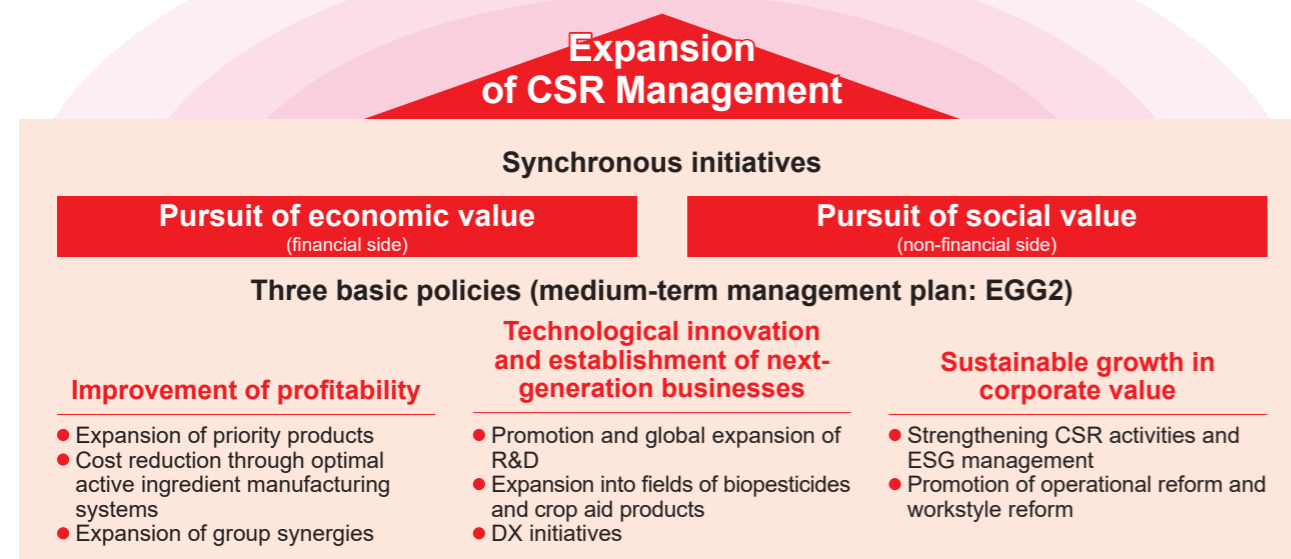 Expansion
of CSR Management
Synchronous initiatives
Pursuit of economic value
(financial side)
Pursuit of social value
(non-financial side)
Three basic policies (medium-term management plan: EGG2)
Improvement of profitability
● Expansion of priority products
● Cost reduction through optimal
active ingredient manufacturing
systems
● Expansion of group synergies
Technological innovation
and establishment of next-
generation businesses
● Promotion and global expansion of
R&D
● Expansion into fields of biopesticides
and crop aid products
● DX initiatives
Sustainable growth in
corporate value
● Strengthening CSR activities and
ESG management
● Promotion of operational reform and
workstyle reform